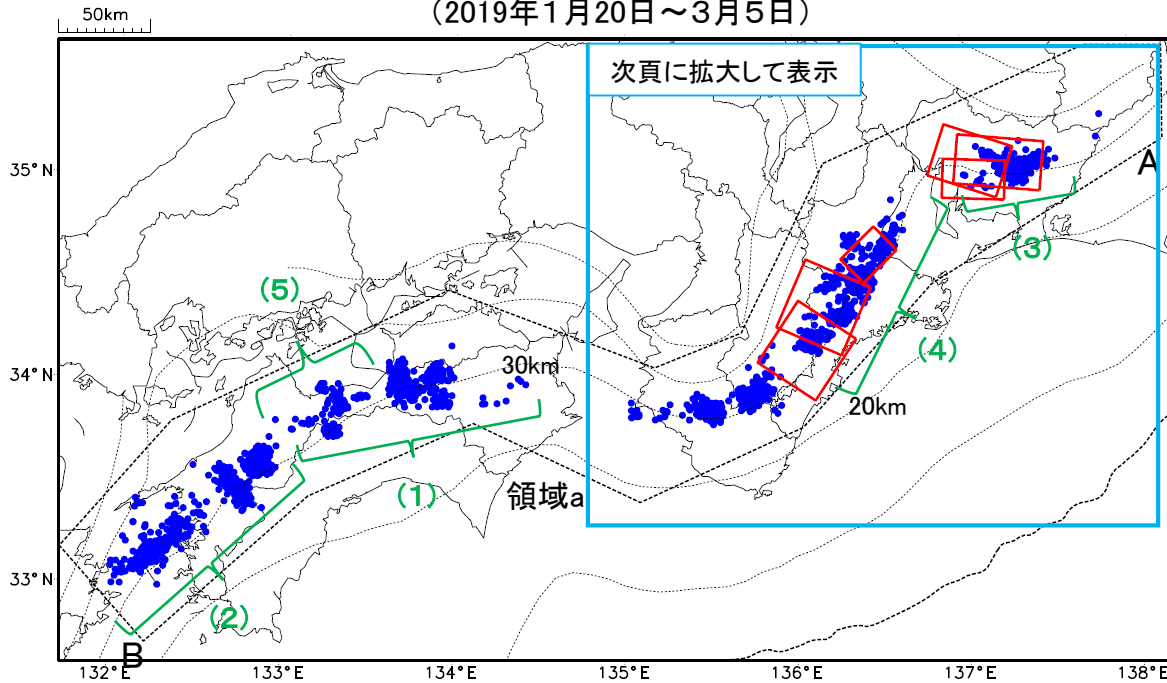 （2019年１月20日～３月５日）
50km
次頁に拡大して表示
35°N
A
(3)
(5)
(4)
34°N
30km
20km
(1)
領域a
33°N
(2)
B
132°E
133°E
134°E
135°E
136°E
137°E
138°E